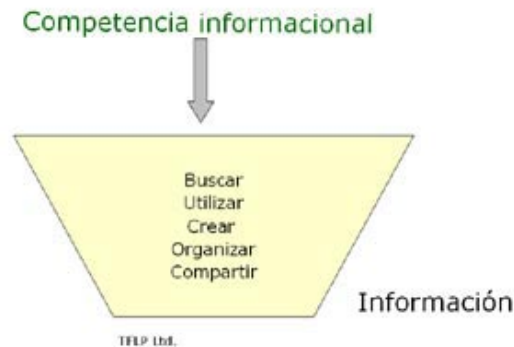 Competencia informacional
Buscar
Utilizar
Crear
Organizar
Compartir
Información
TFLP Ltd.